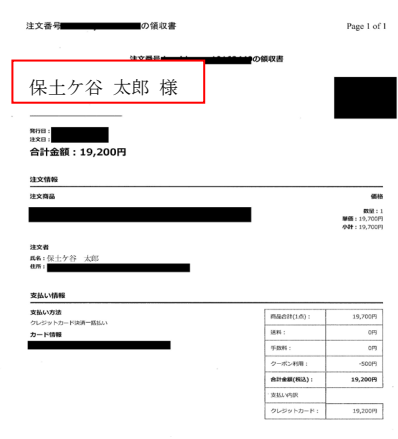 注文番号 の領収書 Page 1 of 1
注文番号 の領収書
保土ケ谷 太郎 様
発行日：
注文日：
合計金額：19,200円
注文情報
注文商品 価格
数量：1
単価：19,700円
小計：19,700円
注文者
氏名：保土ケ谷 太郎
住所：
支払い情報
支払い方法
クレジットカード決済一括払い
カード情報
商品合計(1点)： 19,700円
送料： 0円
手数料： 0円
クーポン利用： -500円
合計金額(税込)： 19,200円
支払い内訳
クレジットカード： 19,200円